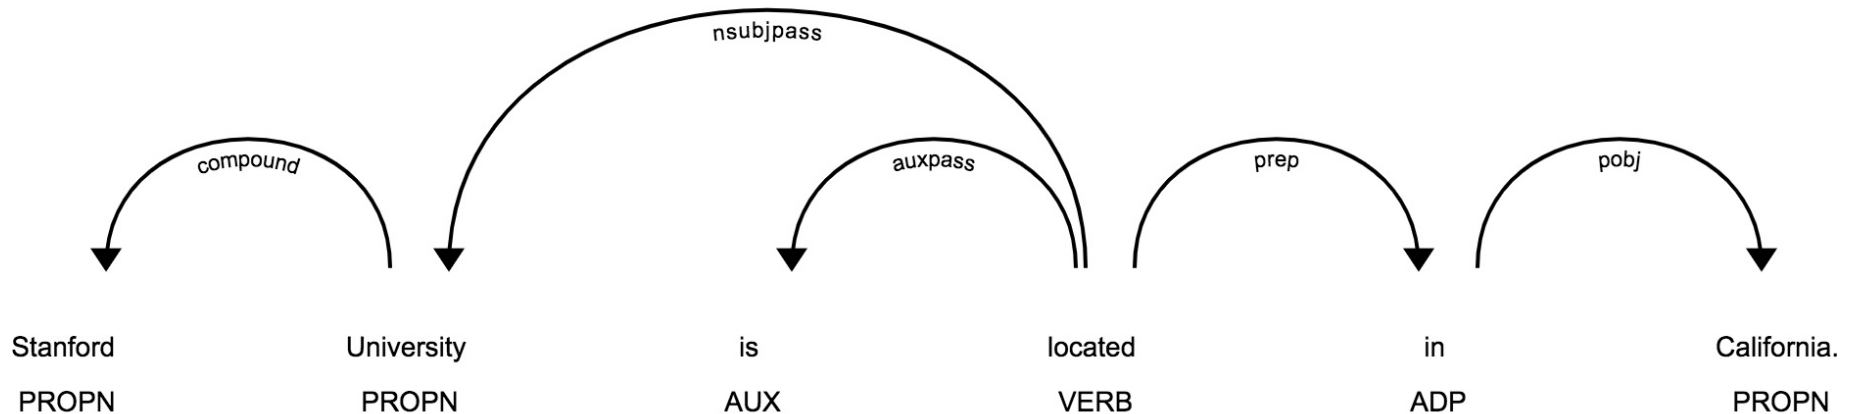 nsubjpass
compound auxpass prep pobj
Stanford University is located in California.
PROPN PROPN AUX VERB ADP PROPN